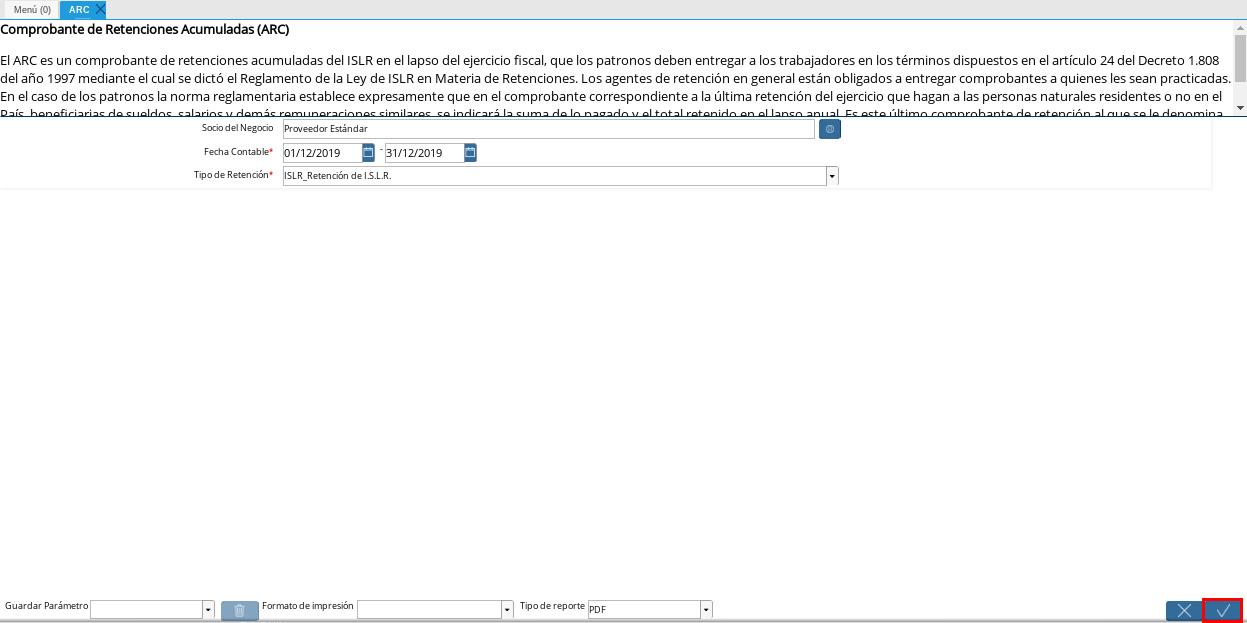 Menú (0) ARC
Comprobante de Retenciones Acumuladas (ARC)
El ARC es un comprobante de retenciones acumuladas del ISLR en el lapso del ejercicio fiscal, que los patronos deben entregar a los trabajadores en los términos dispuestos en el artículo 24 del Decreto 1.808
del año 1997 mediante el cual se dictó el Reglamento de la Ley de ISLR en Materia de Retenciones. Los agentes de retención en general están obligados a entregar comprobantes a quienes les sean practicadas.
En el caso de los patronos la norma reglamentaria establece expresamente que en el comprobante correspondiente a la última retención del ejercicio que hagan a las personas naturales residentes o no en el
País, beneficiarias de sueldos, salarios y demás remuneraciones similares, se indicará la suma de lo pagado y el total retenido en el lapso anual. Es este último comprobante de retención al que se le denomina
Socio del Negocio Proveedor Estándar
Fecha Contable* 01/12/2019 - 31/12/2019
Tipo de Retención* ISLR_Retención de I.S.L.R.
Guardar Parámetro Formato de impresión Tipo de reporte PDF